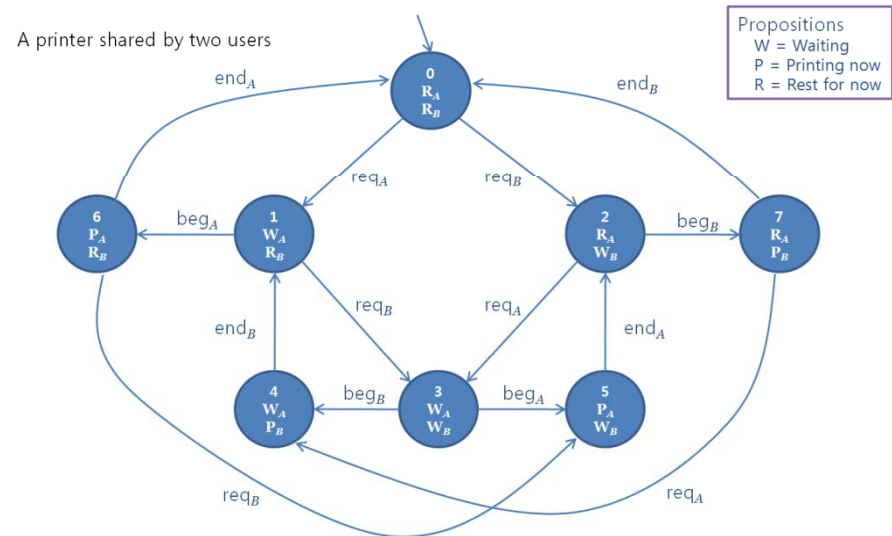 A printer shared by two users
Propositions
W = Waiting
P = Printing now
R = Rest for now
0
R_A
R_B
end_A
end_B
req_A
req_B
6
P_A
R_B
beg_A
1
W_A
R_B
2
R_A
W_B
beg_B
7
R_A
P_B
req_B
req_A
end_B
end_A
4
W_A
P_B
beg_B
3
W_A
W_B
beg_A
5
P_A
W_B
req_B
req_A